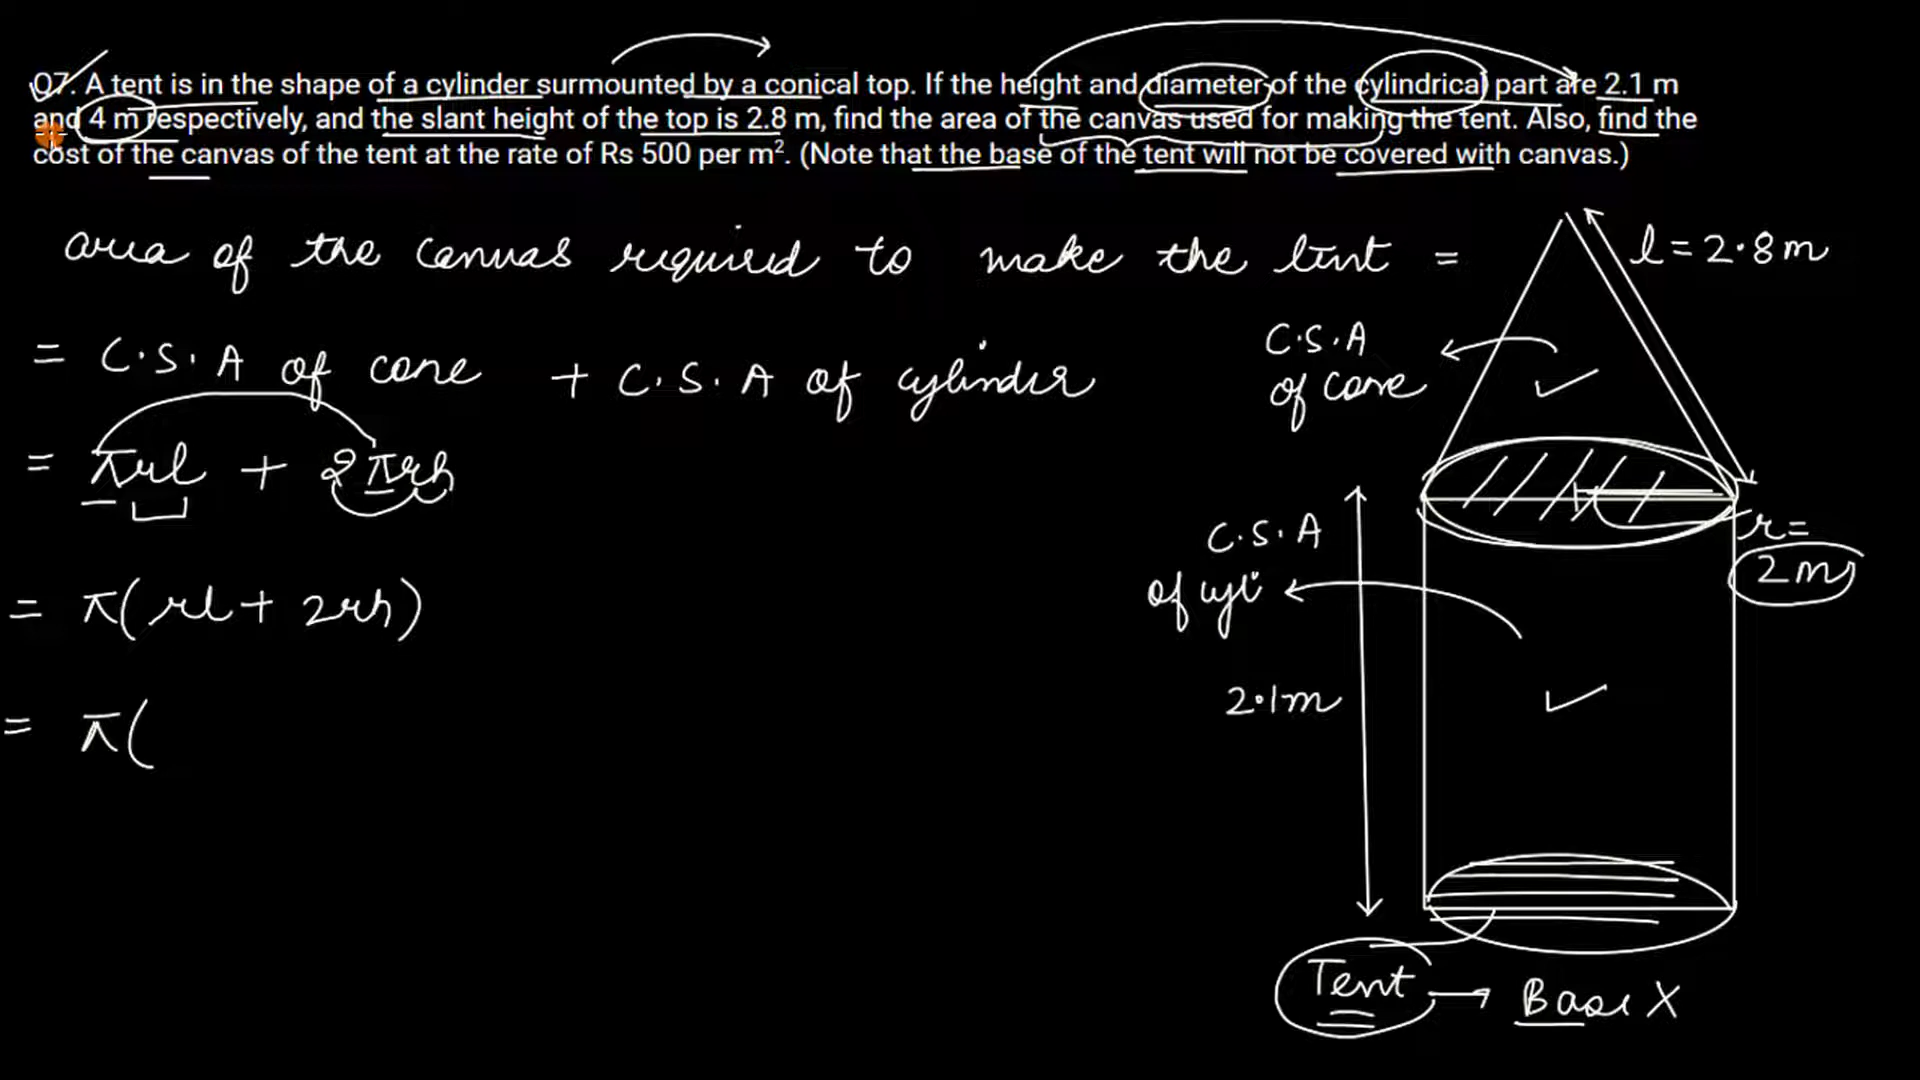 Q7. A tent is in the shape of a cylinder surmounted by a conical top. If the height and diameter of the cylindrical part are 2.1 m
and 4 m respectively, and the slant height of the top is 2.8 m, find the area of the canvas used for making the tent. Also, find the
cost of the canvas of the tent at the rate of Rs 500 per m². (Note that the base of the tent will not be covered with canvas.)
area of the canvas required to make the tent =
l = 2.8 m
= C.S.A of cone + C.S.A of cylinder
C.S.A
of cone
= πrl + 2πrh
C.S.A
of cyl
r =
2m
= π(rl + 2rh)
2.1m
= π(
Tent → Base X